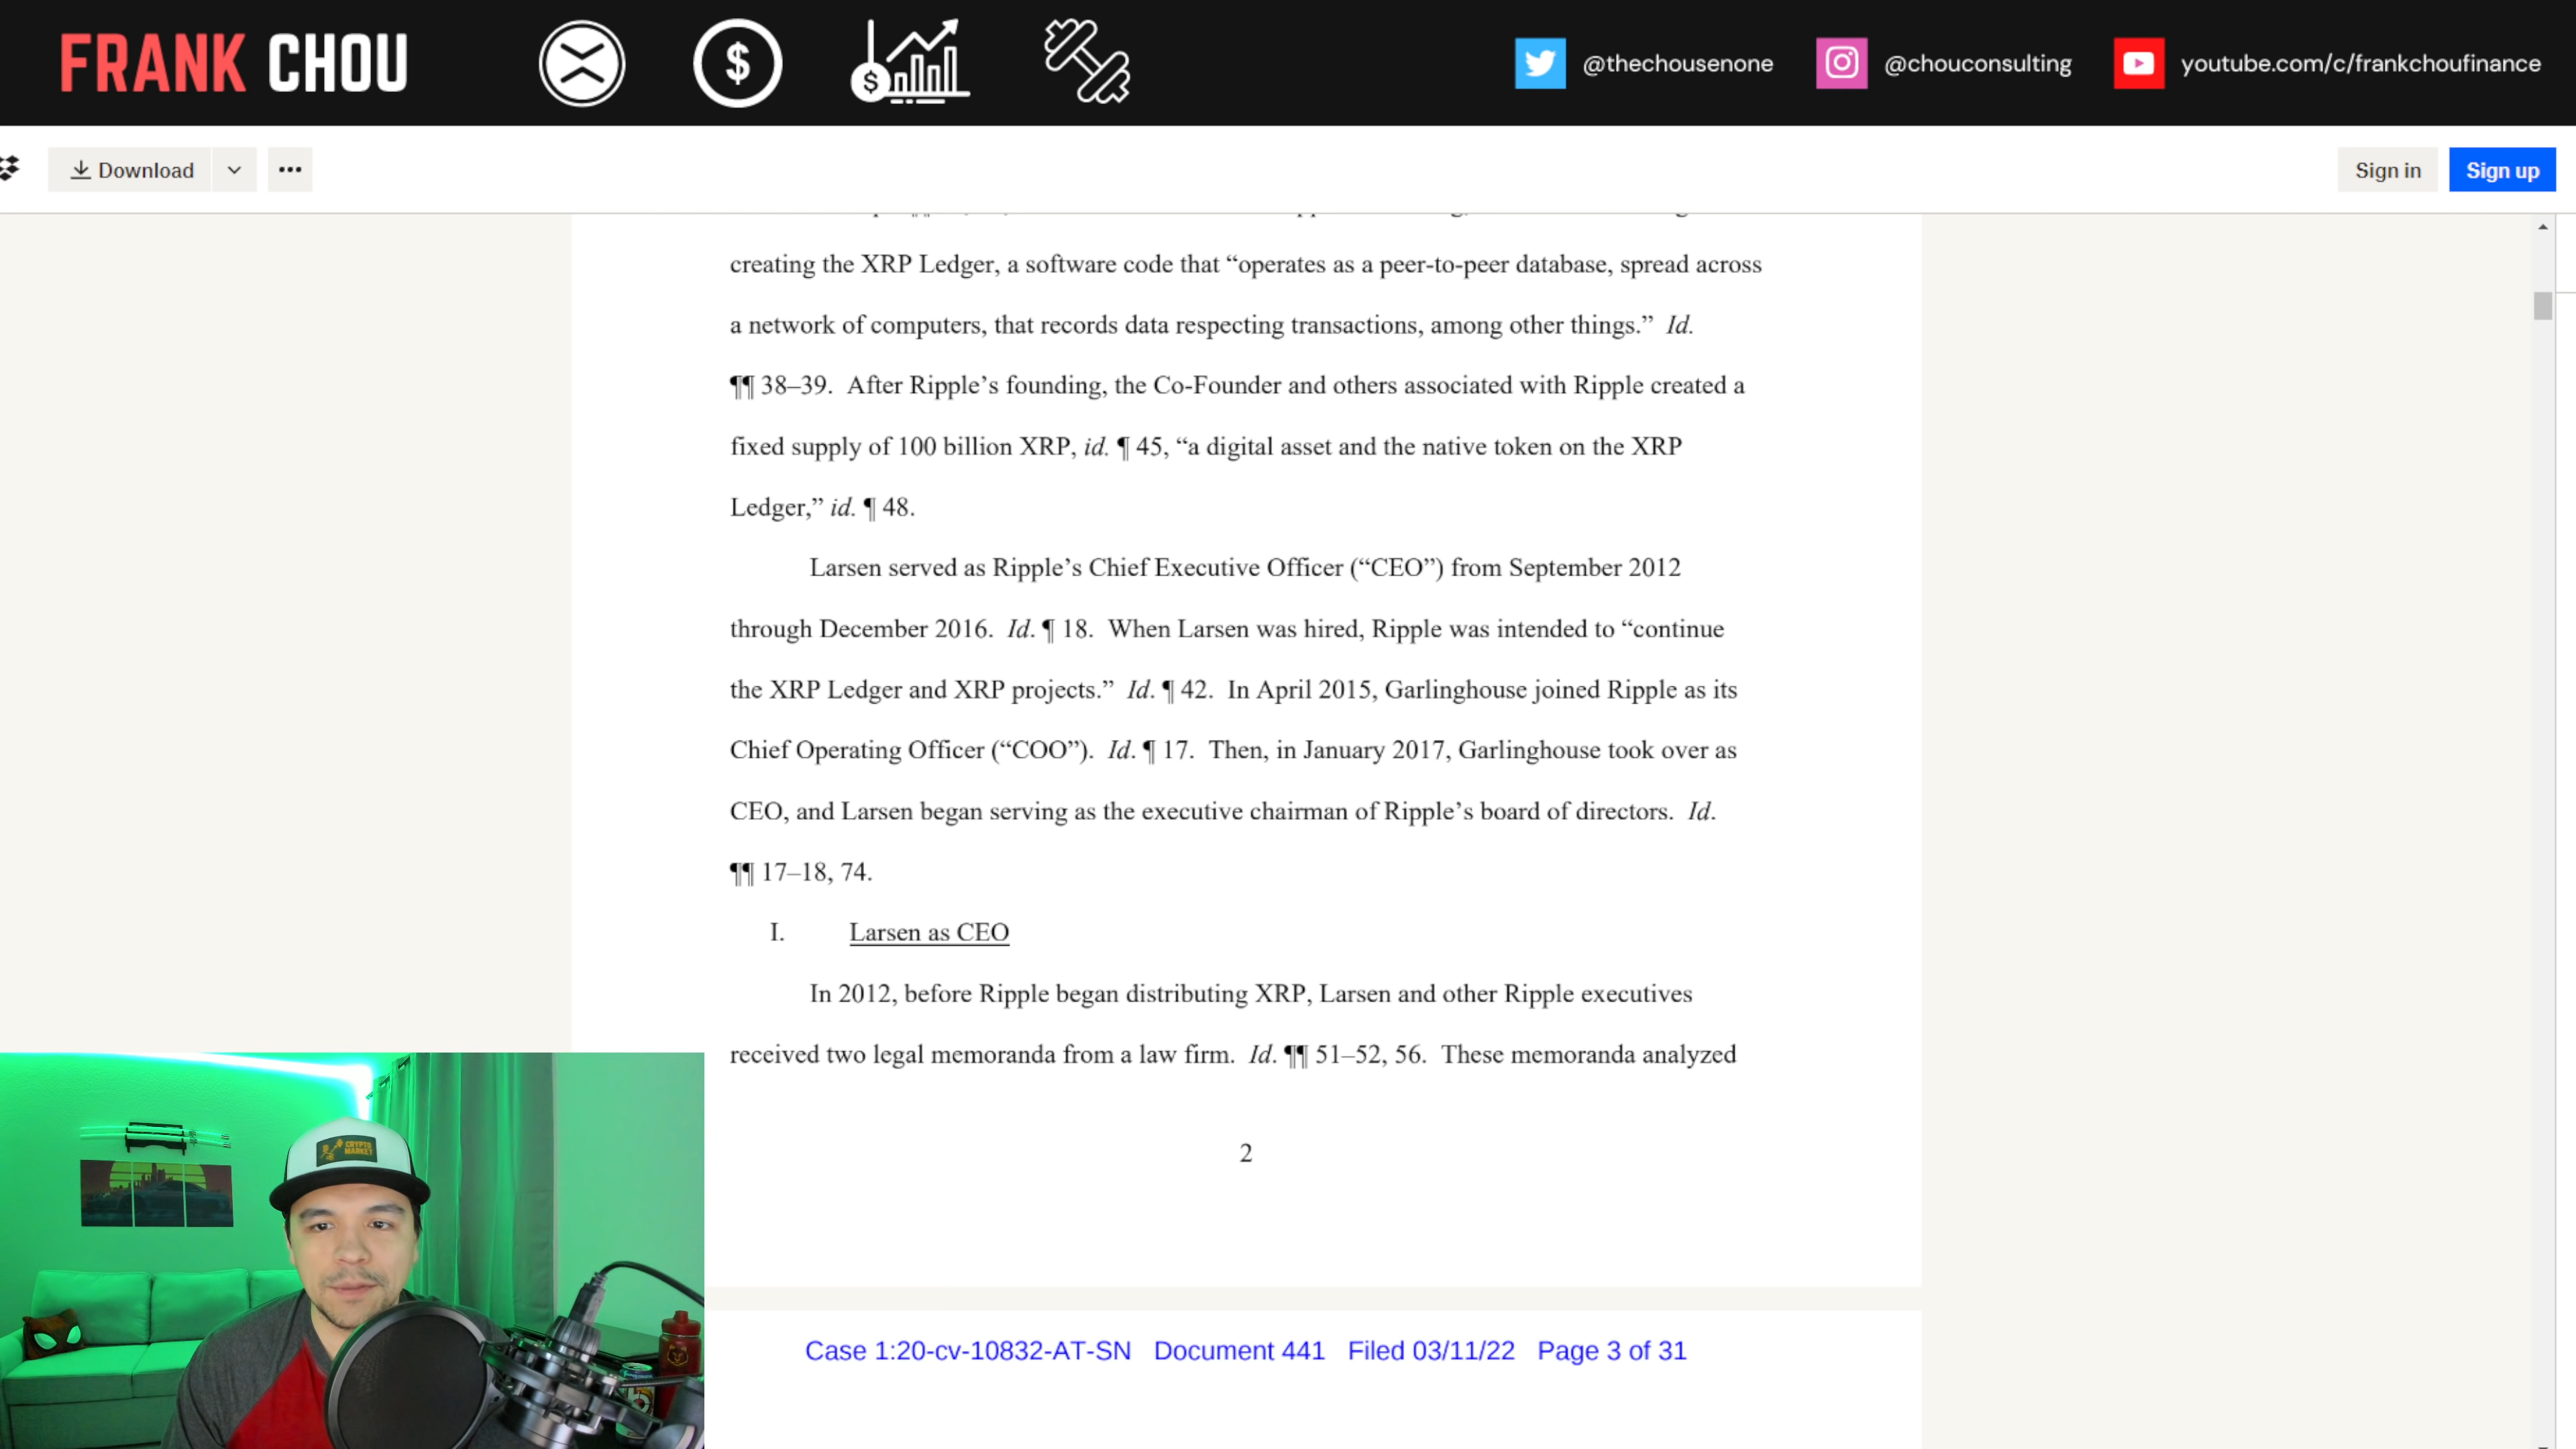 FRANK CHOU
@thechousenone
@chouconsulting
youtube.com/c/frankchoufinance
Download
Sign in
Sign up
creating the XRP Ledger, a software code that “operates as a peer-to-peer database, spread across
a network of computers, that records data respecting transactions, among other things.” Id.
¶¶ 38–39. After Ripple’s founding, the Co-Founder and others associated with Ripple created a
fixed supply of 100 billion XRP, id. ¶ 45, “a digital asset and the native token on the XRP
Ledger,” id. ¶ 48.
Larsen served as Ripple’s Chief Executive Officer (“CEO”) from September 2012
through December 2016. Id. ¶ 18. When Larsen was hired, Ripple was intended to “continue
the XRP Ledger and XRP projects.” Id. ¶ 42. In April 2015, Garlinghouse joined Ripple as its
Chief Operating Officer (“COO”). Id. ¶ 17. Then, in January 2017, Garlinghouse took over as
CEO, and Larsen began serving as the executive chairman of Ripple’s board of directors. Id.
¶¶ 17–18, 74.
I. Larsen as CEO
In 2012, before Ripple began distributing XRP, Larsen and other Ripple executives
received two legal memoranda from a law firm. Id. ¶¶ 51–52, 56. These memoranda analyzed
2
Case 1:20-cv-10832-AT-SN Document 441 Filed 03/11/22 Page 3 of 31
CRYPTO
MARKET